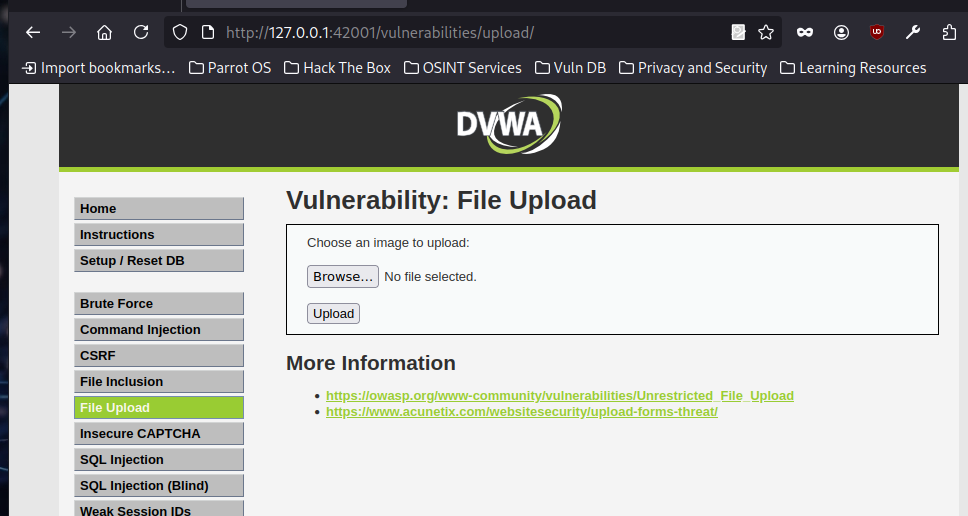 http://127.0.0.1:42001/vulnerabilities/upload/
Import bookmarks… Parrot OS Hack The Box OSINT Services Vuln DB Privacy and Security Learning Resources
DVWA
Vulnerability: File Upload
Home
Instructions
Setup / Reset DB
Brute Force
Command Injection
CSRF
File Inclusion
File Upload
Insecure CAPTCHA
SQL Injection
SQL Injection (Blind)
Weak Session IDs
Choose an image to upload:
Browse… No file selected.
Upload
More Information
https://owasp.org/www-community/vulnerabilities/Unrestricted_File_Upload
https://www.acunetix.com/websitesecurity/upload-forms-threat/